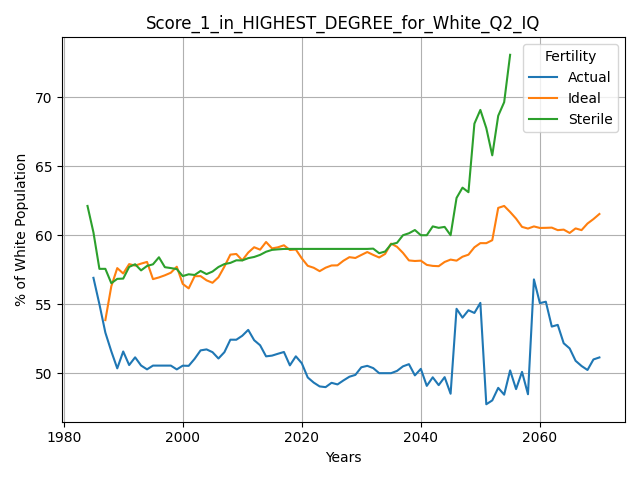 Score_1_in_HIGHEST_DEGREE_for_White_Q2_IQ
Fertility
Actual
Ideal
Sterile
% of White Population
70
65
60
55
50
1980
2000
2020
2040
2060
Years